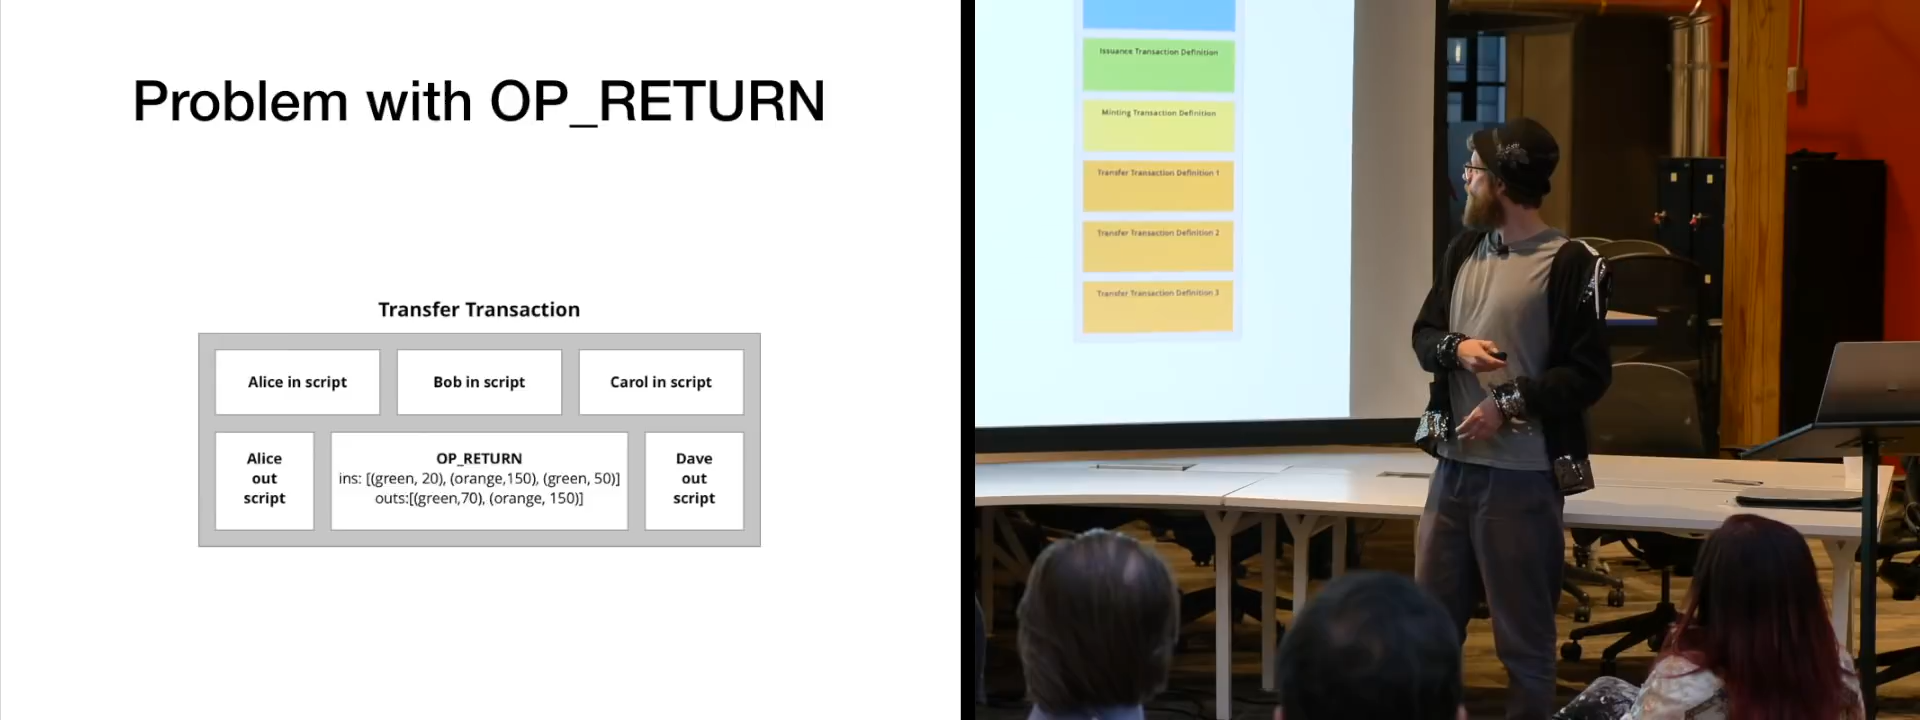 Problem with OP_RETURN
Transfer Transaction
Alice in script
Bob in script
Carol in script
Alice
out
script
OP_RETURN
ins: [(green, 20), (orange,150), (green, 50)]
outs:[(green,70), (orange, 150)]
Dave
out
script
Issuance Transaction Definition
Minting Transaction Definition
Transfer Transaction Definition 1
Transfer Transaction Definition 2
Transfer Transaction Definition 3